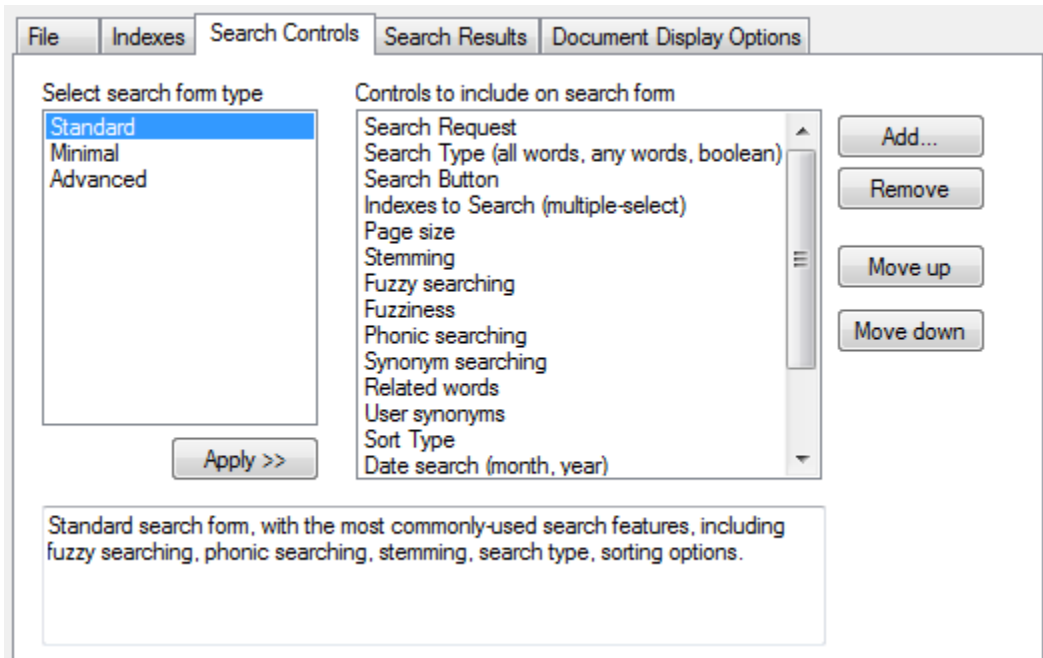 File Indexes Search Controls Search Results Document Display Options
Select search form type
Standard
Minimal
Advanced
Apply >>
Controls to include on search form
Search Request
Search Type (all words, any words, boolean)
Search Button
Indexes to Search (multiple-select)
Page size
Stemming
Fuzzy searching
Fuzziness
Phonic searching
Synonym searching
Related words
User synonyms
Sort Type
Date search (month, year)
Add...
Remove
Move up
Move down
Standard search form, with the most commonly-used search features, including
fuzzy searching, phonic searching, stemming, search type, sorting options.